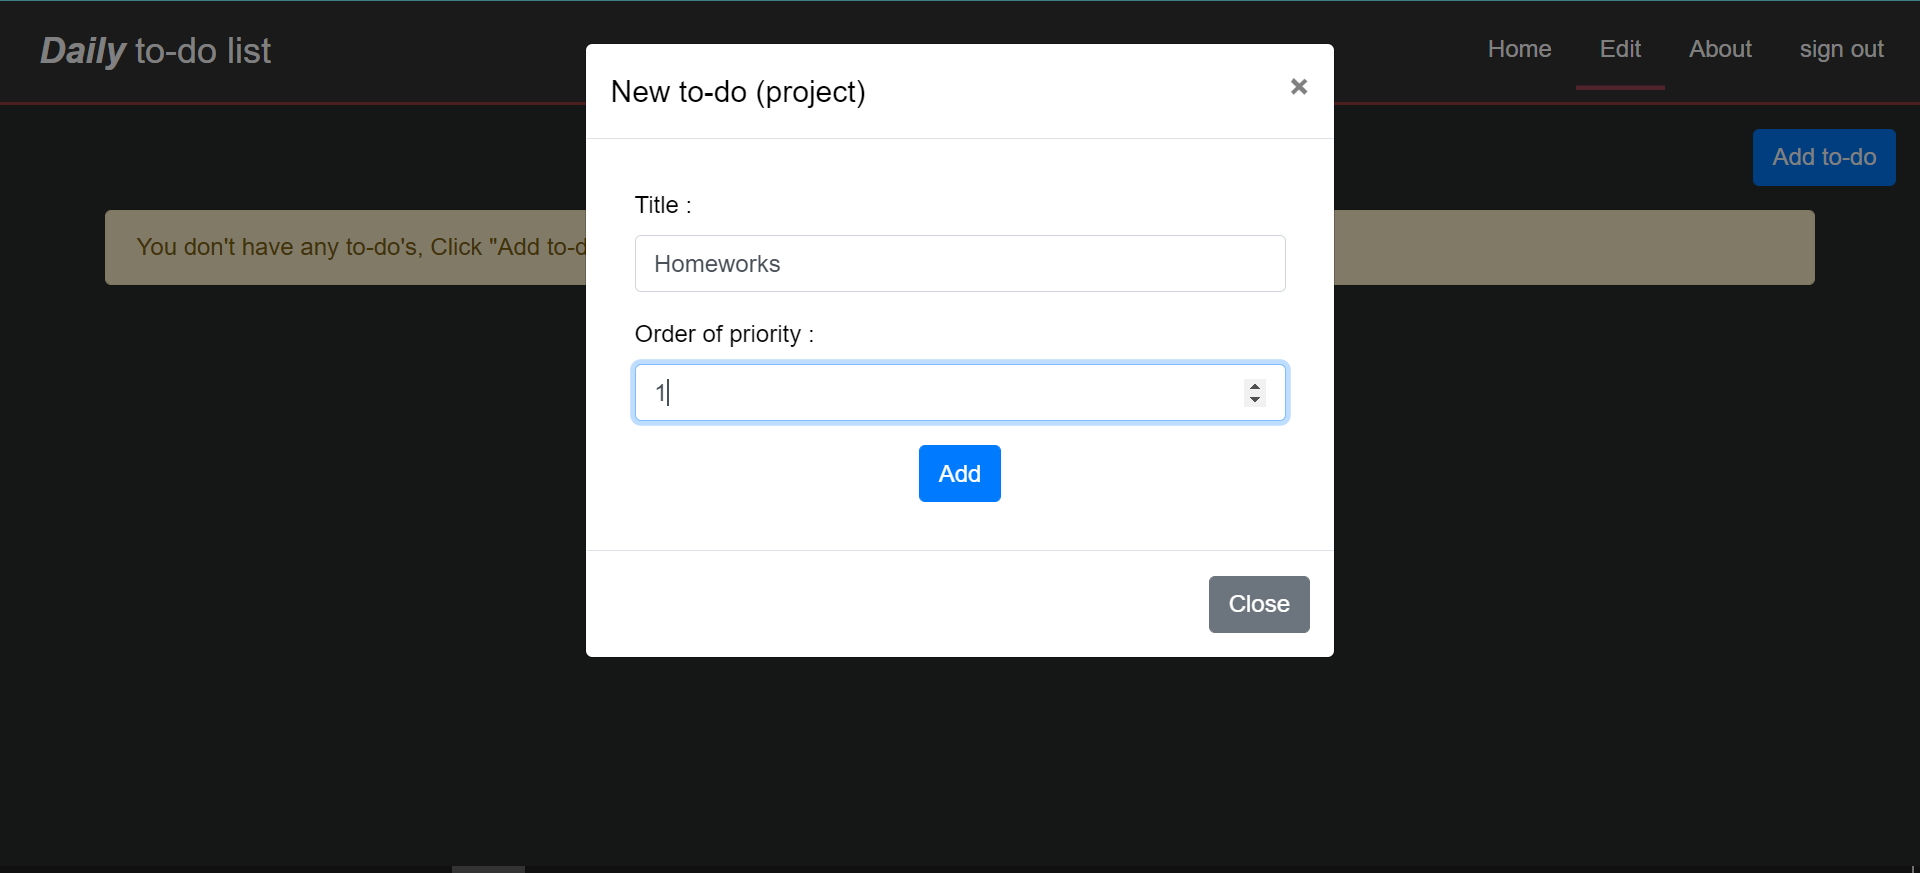 Daily to-do list
Home Edit About sign out
Add to-do
You don't have any to-do's, Click "Add to-d
New to-do (project)
×
Title :
Homeworks
Order of priority :
1
Add
Close